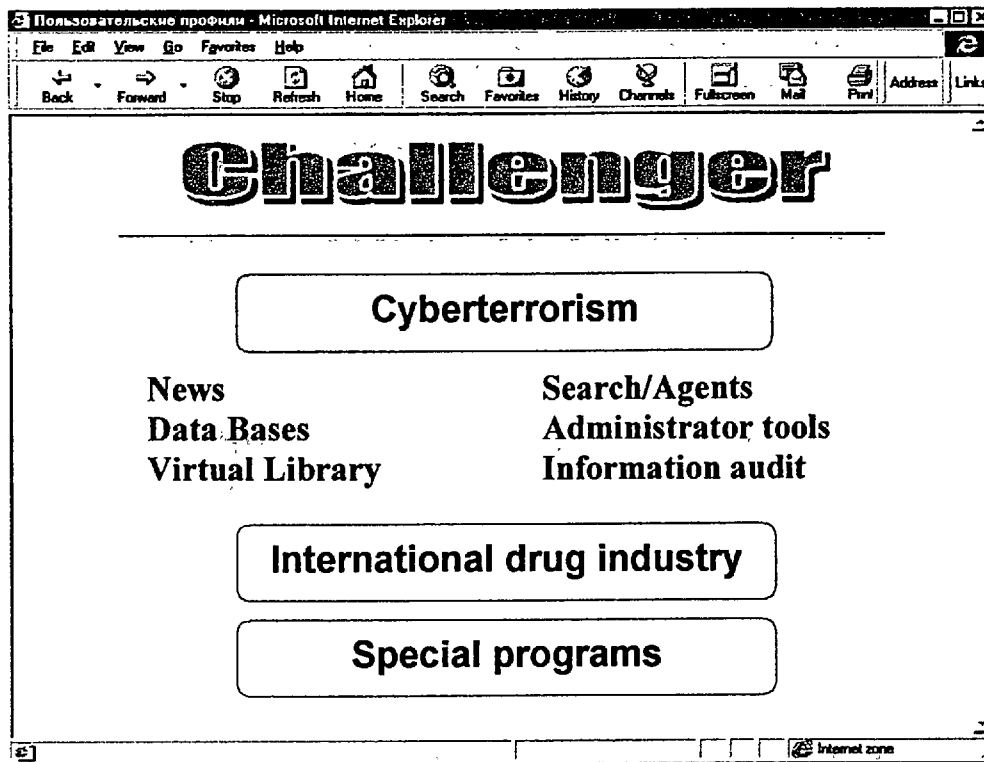 Пользовательские профили - Microsoft Internet Explorer
File Edit View Go Favorites Help
Back Forward Stop Refresh Home Search Favorites History Channels Fullscreen Mail Print Address Links
Challenger
Cyberterrorism
News Search/Agents
Data Bases Administrator tools
Virtual Library Information audit
International drug industry
Special programs
Internet zone